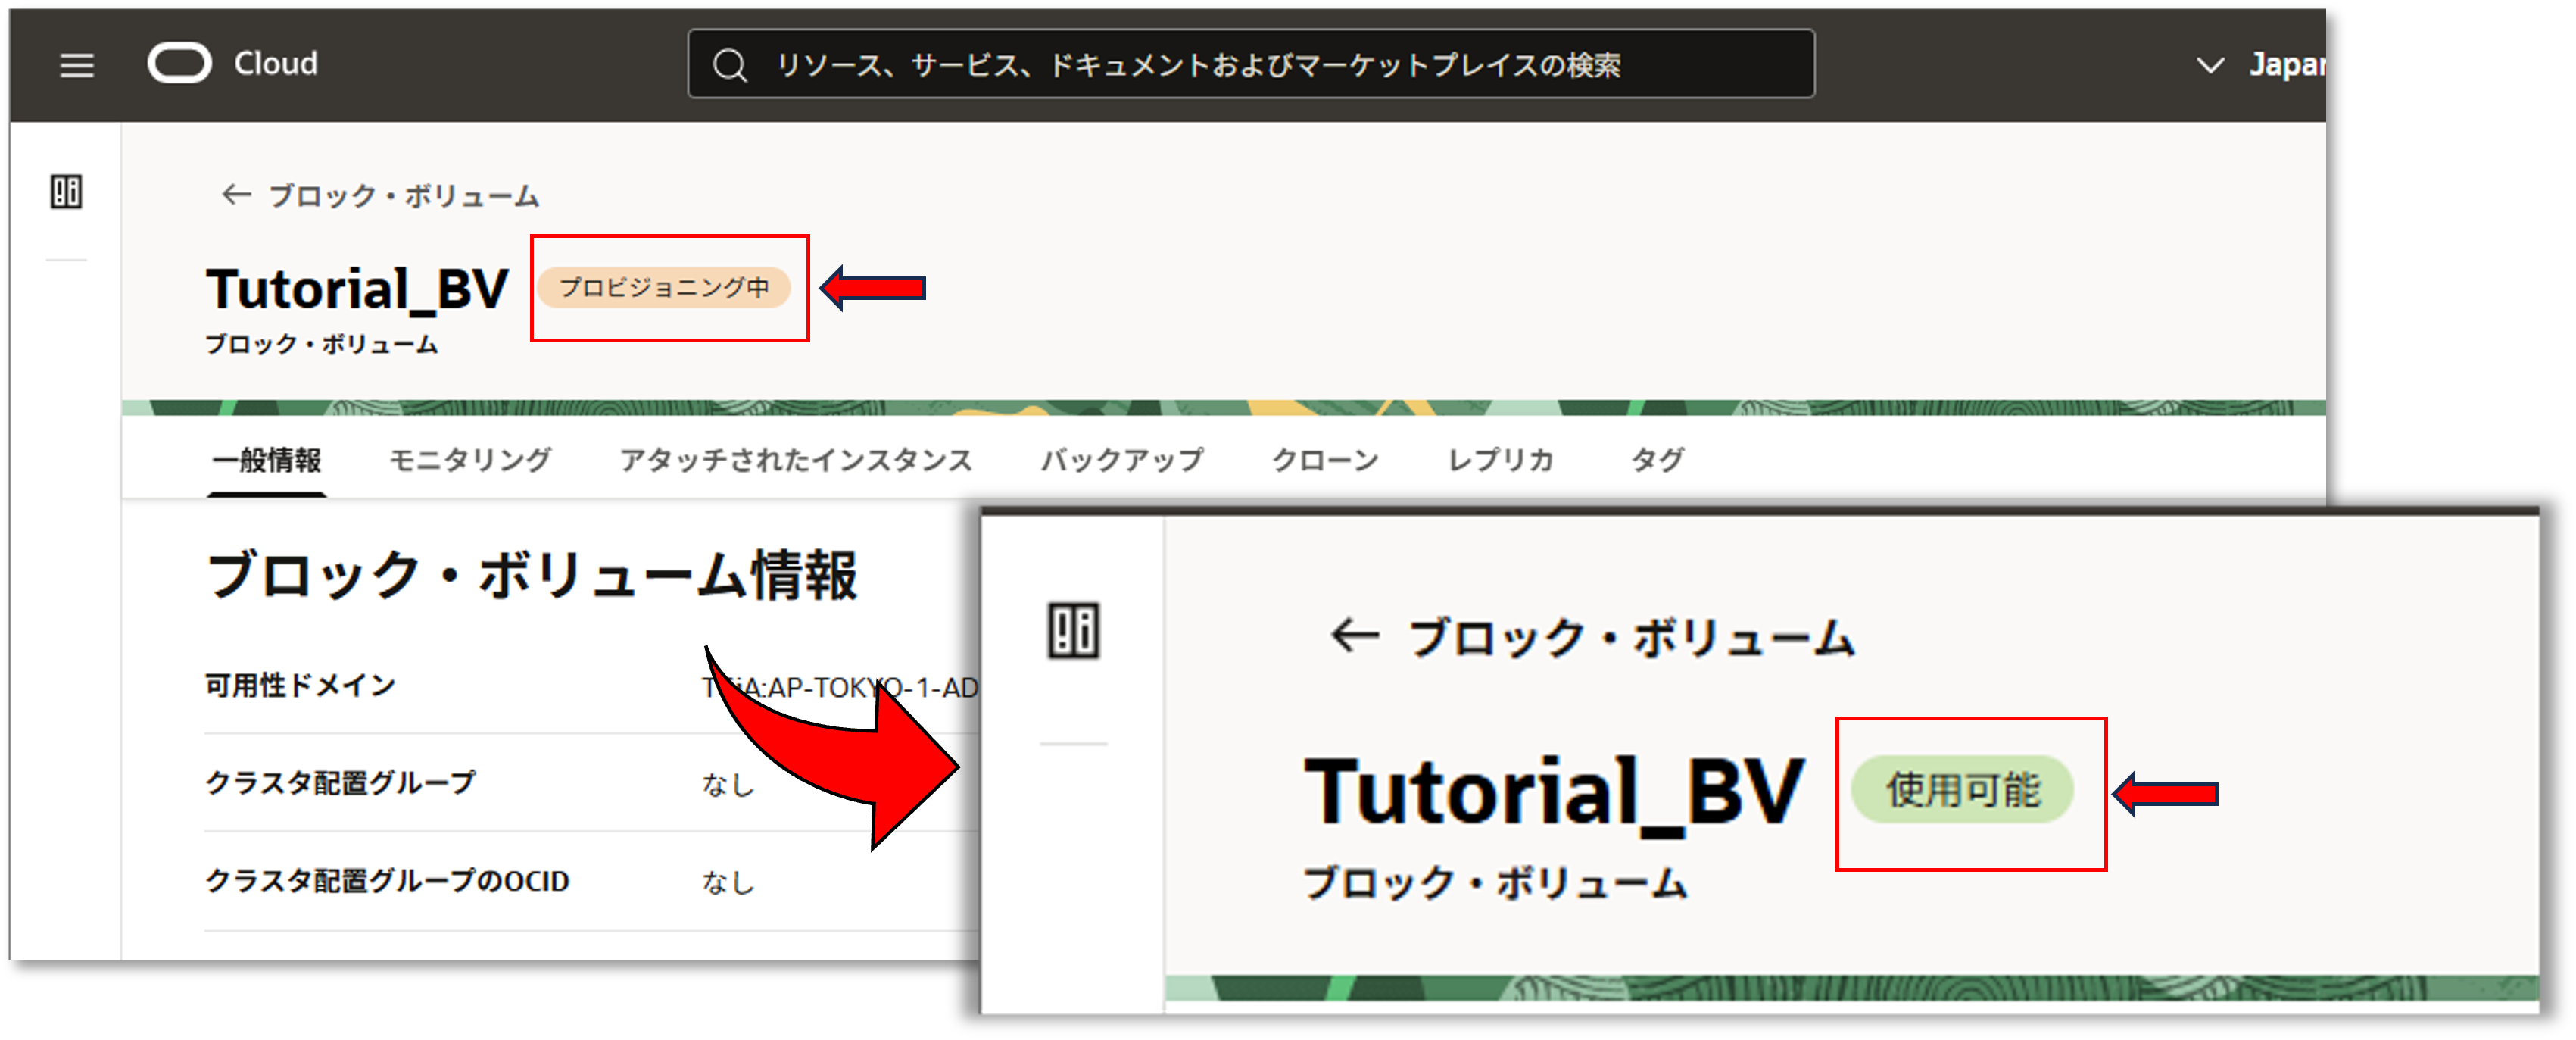 Cloud
リソース、サービス、ドキュメントおよびマーケットプレイスの検索
← ブロック・ボリューム
Tutorial_BV プロビジョニング中
ブロック・ボリューム
一般情報 モニタリング アタッチされたインスタンス バックアップ クローン レプリカ タグ
ブロック・ボリューム情報
可用性ドメイン
クラスタ配置グループ なし
クラスタ配置グループのOCID なし
← ブロック・ボリューム
Tutorial_BV 使用可能
ブロック・ボリューム